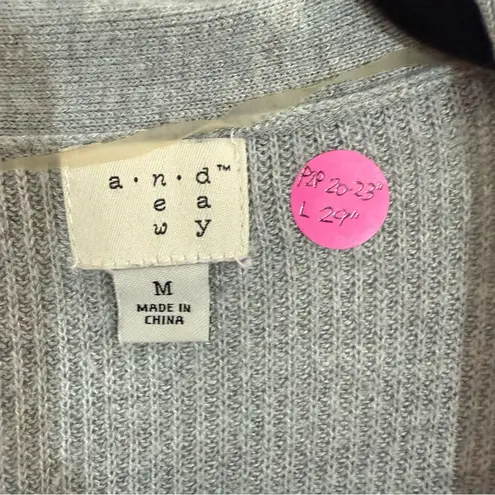 a·n·d™
e a
w y
M
MADE IN
CHINA
P2P 20-23"
L 29"